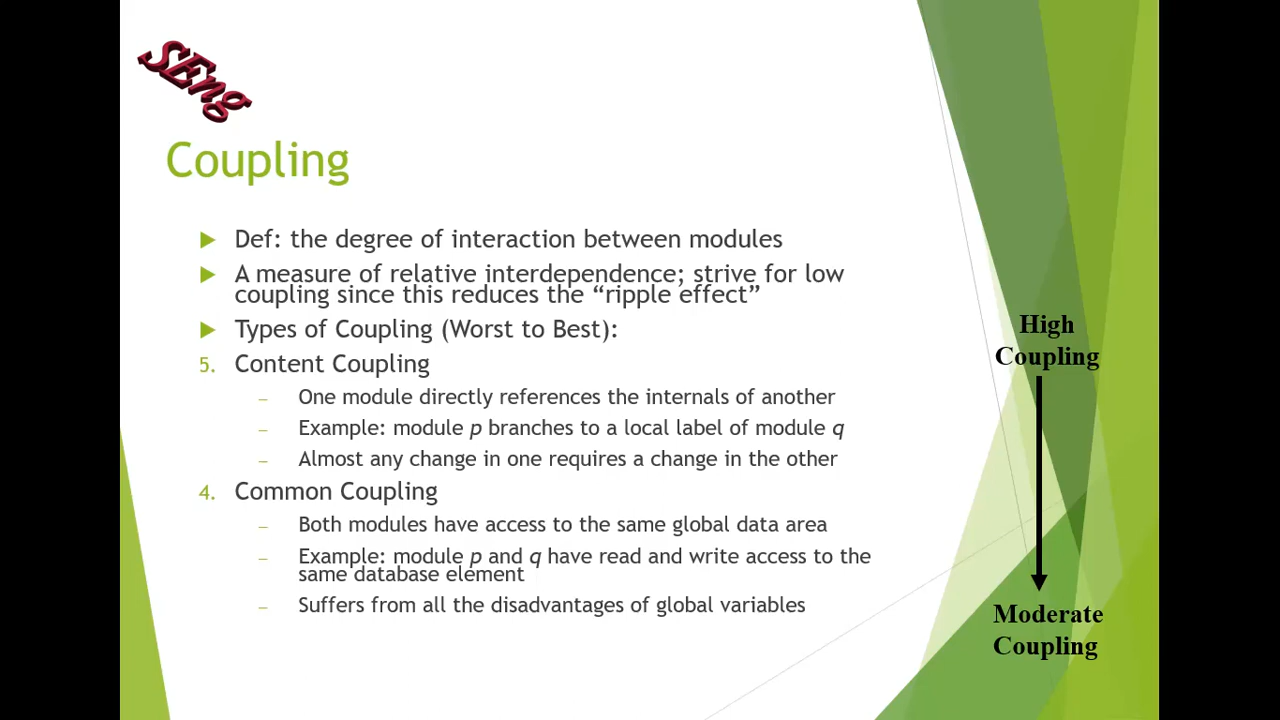 SEng
Coupling
Def: the degree of interaction between modules
A measure of relative interdependence; strive for low
coupling since this reduces the “ripple effect”
Types of Coupling (Worst to Best):
5. Content Coupling
– One module directly references the internals of another
– Example: module p branches to a local label of module q
– Almost any change in one requires a change in the other
4. Common Coupling
– Both modules have access to the same global data area
– Example: module p and q have read and write access to the
same database element
– Suffers from all the disadvantages of global variables
High
Coupling
Moderate
Coupling